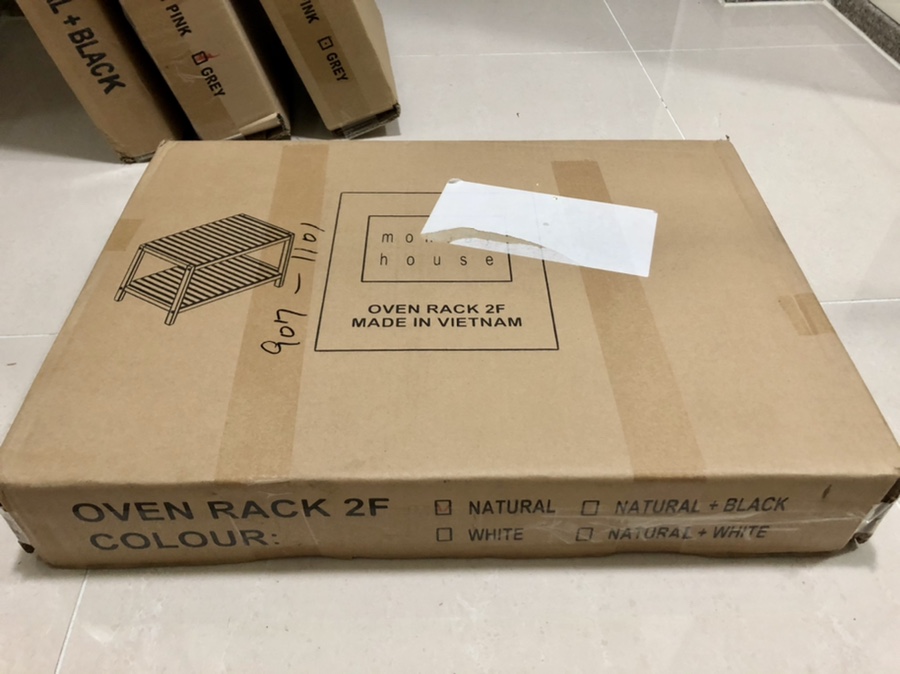 L + BLACK
PINK
GREY
INK
GREY
907-1101
house
OVEN RACK 2F
MADE IN VIETNAM
OVEN RACK 2F
COLOUR:
NATURAL
NATURAL + BLACK
WHITE
NATURAL + WHITE